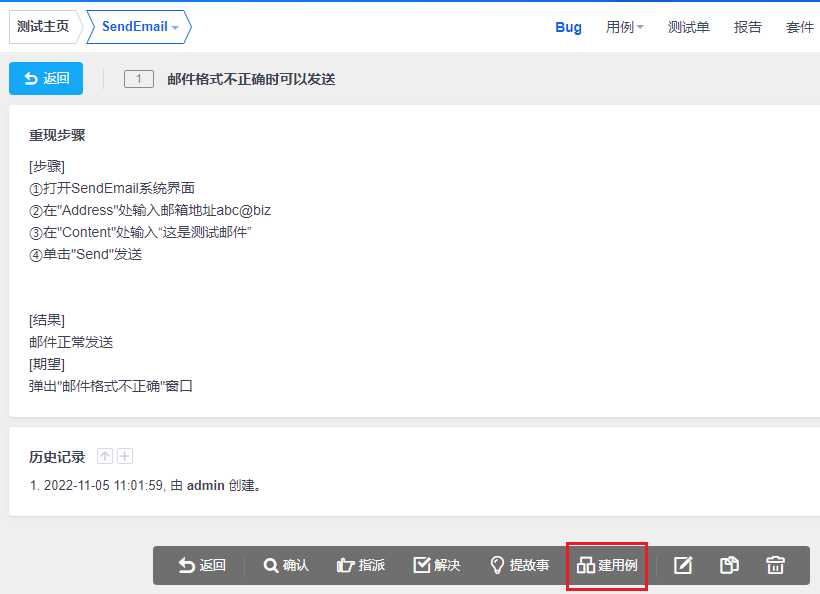 测试主页 SendEmail Bug 用例 测试单 报告 套件
返回 1 邮件格式不正确时可以发送
重现步骤
[步骤]
①打开SendEmail系统界面
②在"Address"处输入邮箱地址abc@biz
③在"Content"处输入“这是测试邮件”
④单击"Send"发送
[结果]
邮件正常发送
[期望]
弹出"邮件格式不正确"窗口
历史记录
1. 2022-11-05 11:01:59, 由 admin 创建。
返回 确认 指派 解决 提故事 建用例